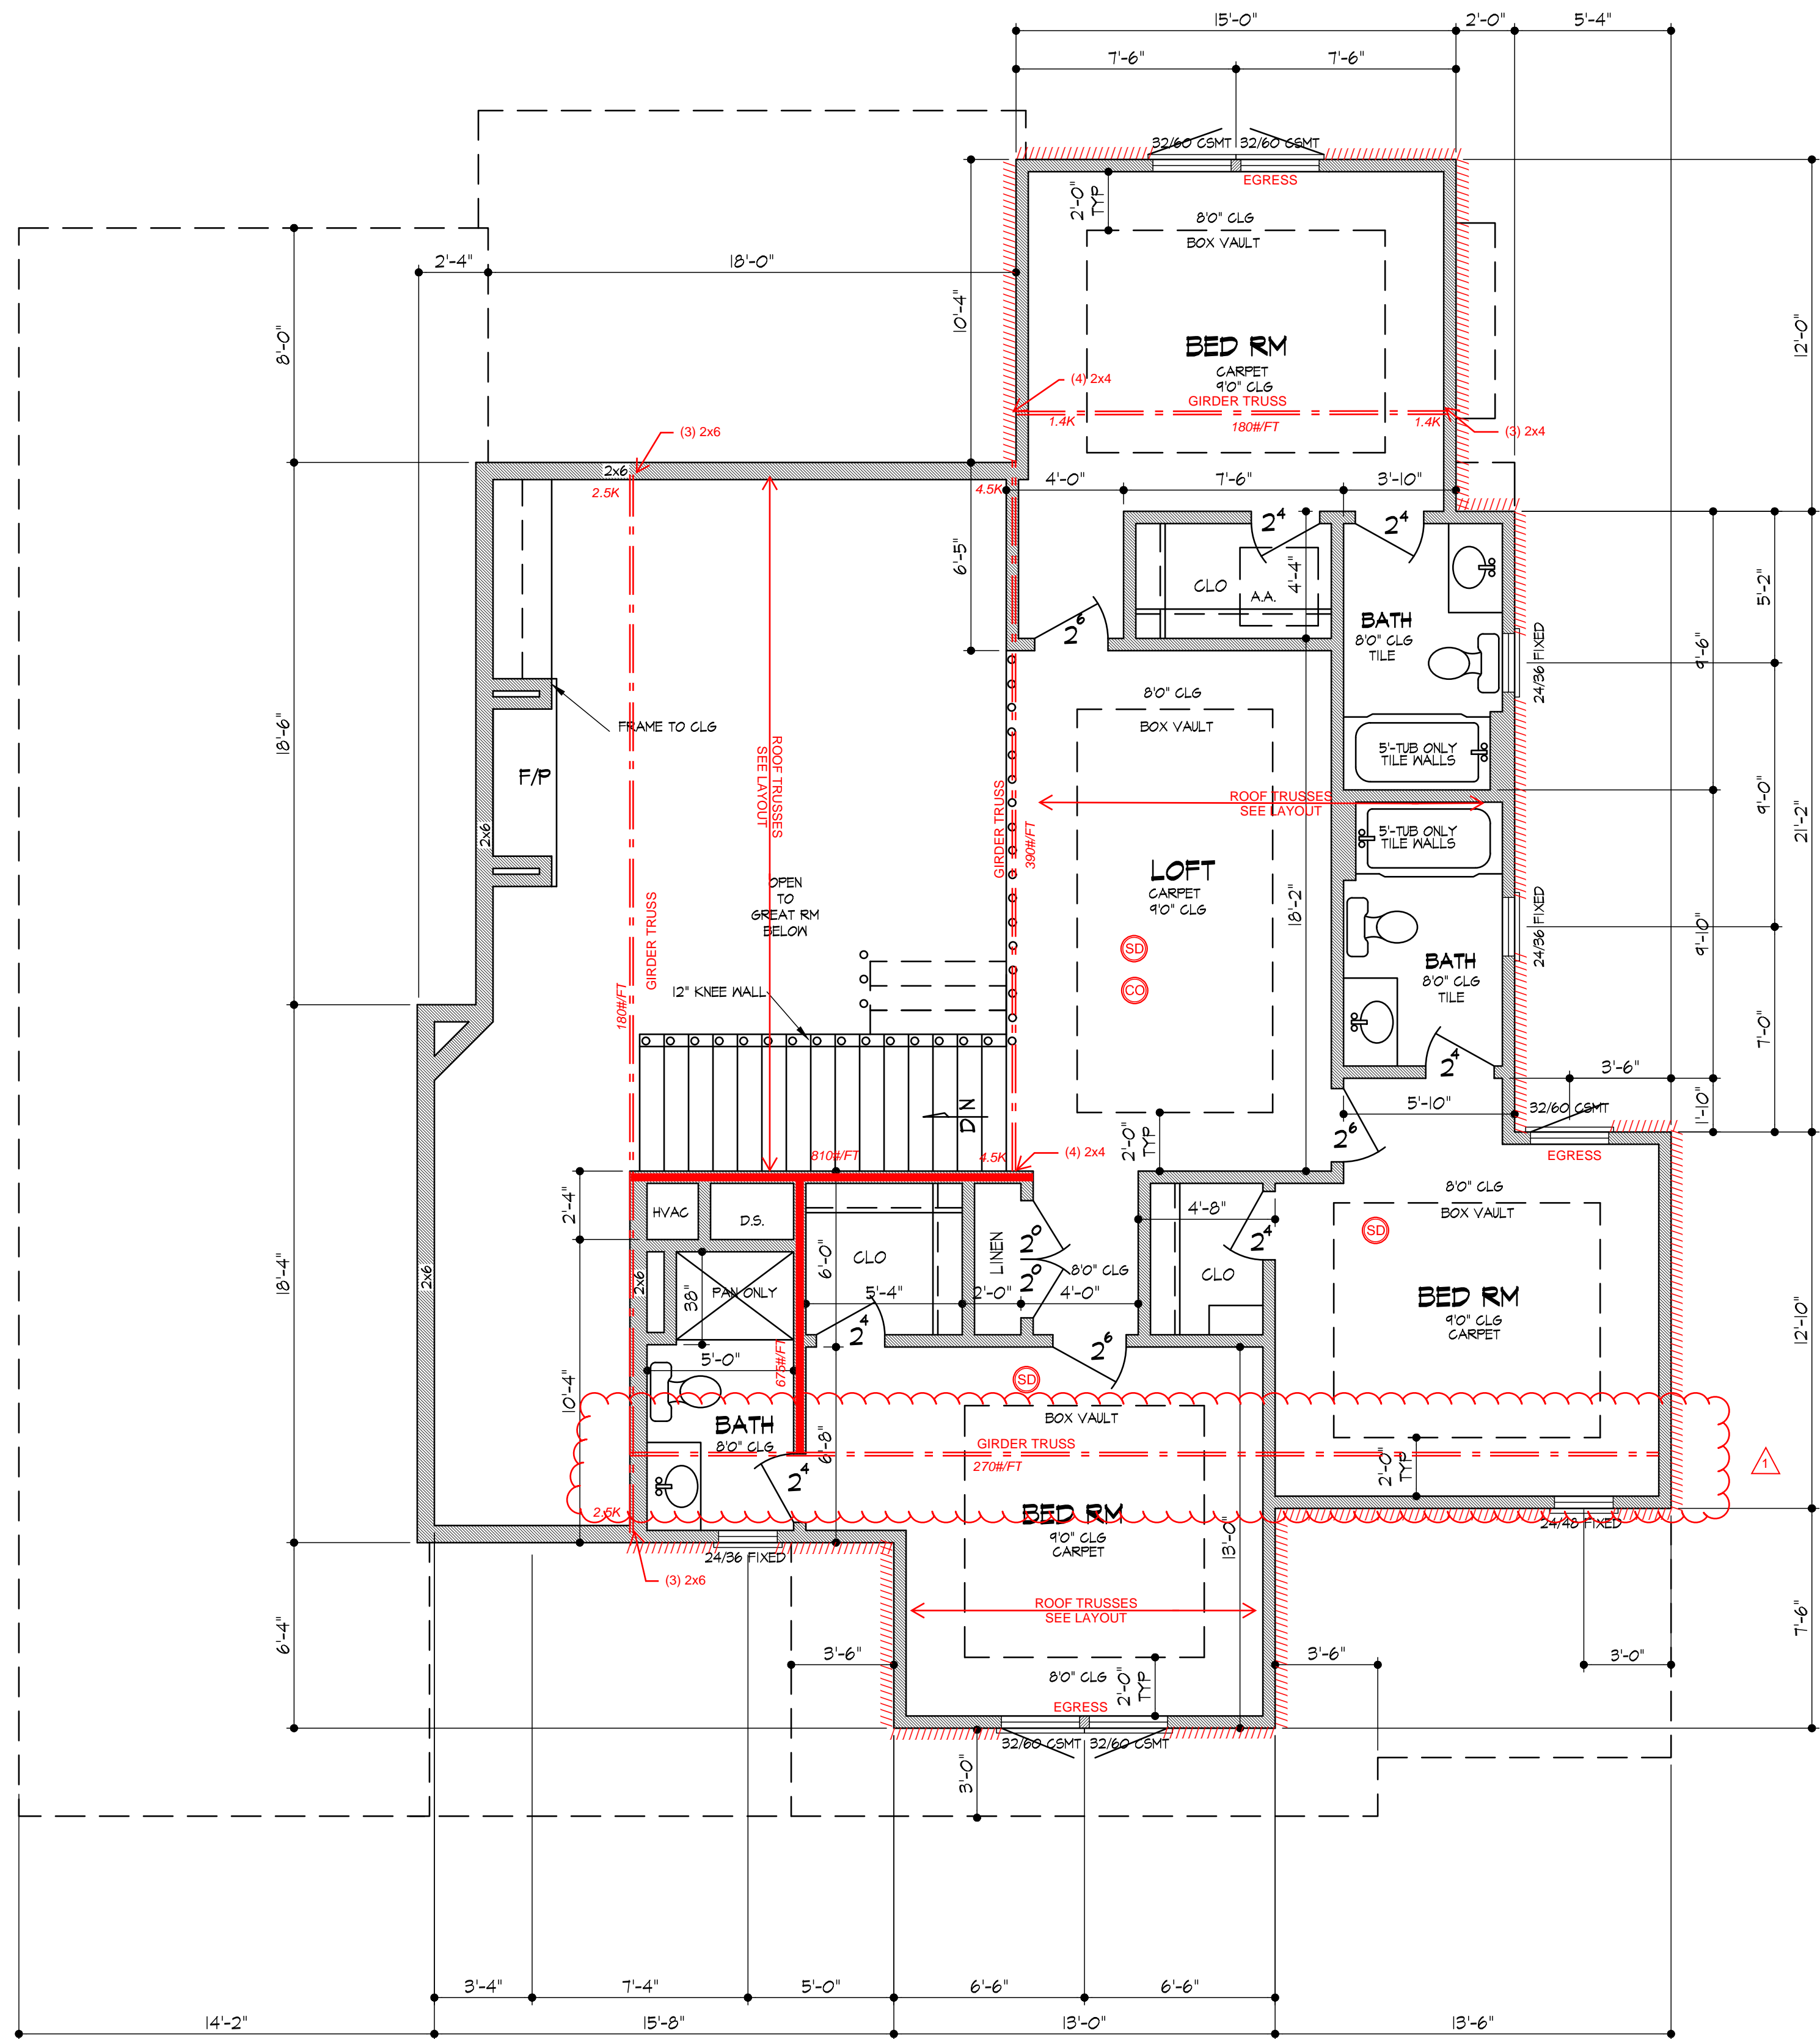 15'-0"
2'-0"
5'-4"
7'-6"
7'-6"
32/60 CSMT
32/60 CSMT
EGRESS
2'-0"
TYP
8'0" CLG
BOX VAULT
2'-4"
18'-0"
10'-4"
8'-0"
12'-0"
BED RM
CARPET
9'0" CLG
GIRDER TRUSS
(4) 2x4
1.4K
180#/FT
1.4K
(3) 2x4
(3) 2x6
2x6
2.5K
4.5K
4'-0"
7'-6"
3'-10"
2⁴
2⁴
6'-5"
4'-4"
CLO
A.A.
BATH
8'0" CLG
TILE
2⁶
5'-2"
9'-6"
24/36 FIXED
8'0" CLG
BOX VAULT
FRAME TO CLG
18'-6"
F/P
2x6
ROOF TRUSSES
SEE LAYOUT
5'-TUB ONLY
TILE WALLS
ROOF TRUSSES
SEE LAYOUT
9'-0"
21'-2"
GIRDER TRUSS
390#/FT
5'-TUB ONLY
TILE WALLS
LOFT
CARPET
9'0" CLG
18'-2"
OPEN
TO
GREAT RM
BELOW
GIRDER TRUSS
180#/FT
SD
CO
24/36 FIXED
9'-10"
BATH
8'0" CLG
TILE
12" KNEE WALL
7'-0"
2⁴
3'-6"
1'-10"
5'-10"
32/60 CSMT
DN
2'-0"
TYP
2⁶
EGRESS
810#/FT
4.5K
(4) 2x4
2'-4"
HVAC
D.S.
4'-8"
8'0" CLG
BOX VAULT
SD
LINEN
2⁰
2⁰
2⁴
6'-0"
CLO
8'0" CLG
CLO
18'-4"
2x6
2x6
38"
PAN ONLY
5'-4"
2'-0"
4'-0"
BED RM
9'0" CLG
CARPET
12'-10"
2⁴
2⁶
5'-0"
675#/FT
10'-4"
SD
BATH
8'0" CLG
6'-8"
BOX VAULT
GIRDER TRUSS
270#/FT
2'-0"
TYP
1
2⁴
2.5K
BED RM
9'0" CLG
CARPET
13'-0"
24/48 FIXED
24/36 FIXED
(3) 2x6
ROOF TRUSSES
SEE LAYOUT
6'-4"
7'-6"
3'-6"
8'0" CLG
2'-0"
TYP
3'-6"
3'-0"
EGRESS
32/60 CSMT
32/60 CSMT
3'-0"
3'-4"
7'-4"
5'-0"
6'-6"
6'-6"
14'-2"
15'-8"
13'-0"
13'-6"